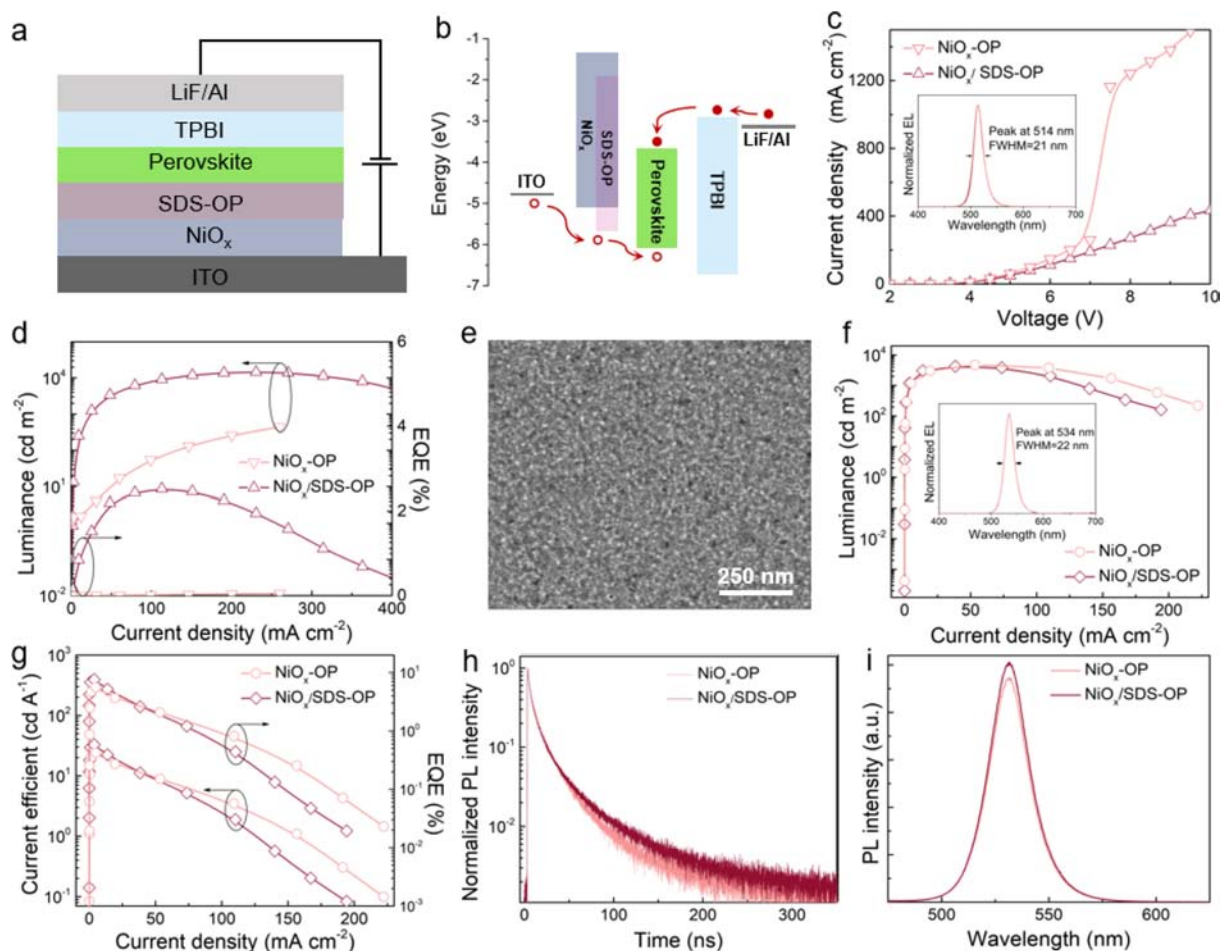 a
LiF/Al
TPBI
Perovskite
SDS-OP
NiOₓ
ITO
b
Energy (eV)
-1
-2
-3
-4
-5
-6
-7
ITO
NiOₓ
SDS-OP
Perovskite
TPBI
LiF/Al
c
Current density (mA cm⁻²)
1200
800
400
0
2 4 6 8 10
Voltage (V)
NiOₓ-OP
NiOₓ/ SDS-OP
Normalized EL
Peak at 514 nm
FWHM=21 nm
400 500 600 700
Wavelength (nm)
d
Luminance (cd m⁻²)
10⁴
10¹
10⁻²
6
4
2
0
EQE (%)
NiOₓ-OP
NiOₓ/SDS-OP
0 100 200 300 400
Current density (mA cm⁻²)
e
250 nm
f
Luminance (cd m⁻²)
10⁴
10²
10⁰
10⁻²
Normalized EL
Peak at 534 nm
FWHM=22 nm
400 500 600 700
Wavelength (nm)
NiOₓ-OP
NiOₓ/SDS-OP
0 50 100 150 200
Current density (mA cm⁻²)
g
Current efficient (cd A⁻¹)
10³
10²
10¹
10⁰
10⁻¹
NiOₓ-OP
NiOₓ/SDS-OP
10¹
10⁰
10⁻¹
10⁻²
10⁻³
EQE (%)
0 50 100 150 200
Current density (mA cm⁻²)
h
Normalized PL intensity
10⁰
10⁻¹
10⁻²
NiOₓ-OP
NiOₓ/SDS-OP
0 100 200 300
Time (ns)
i
PL intensity (a.u.)
NiOₓ-OP
NiOₓ/SDS-OP
500 550 600
Wavelength (nm)